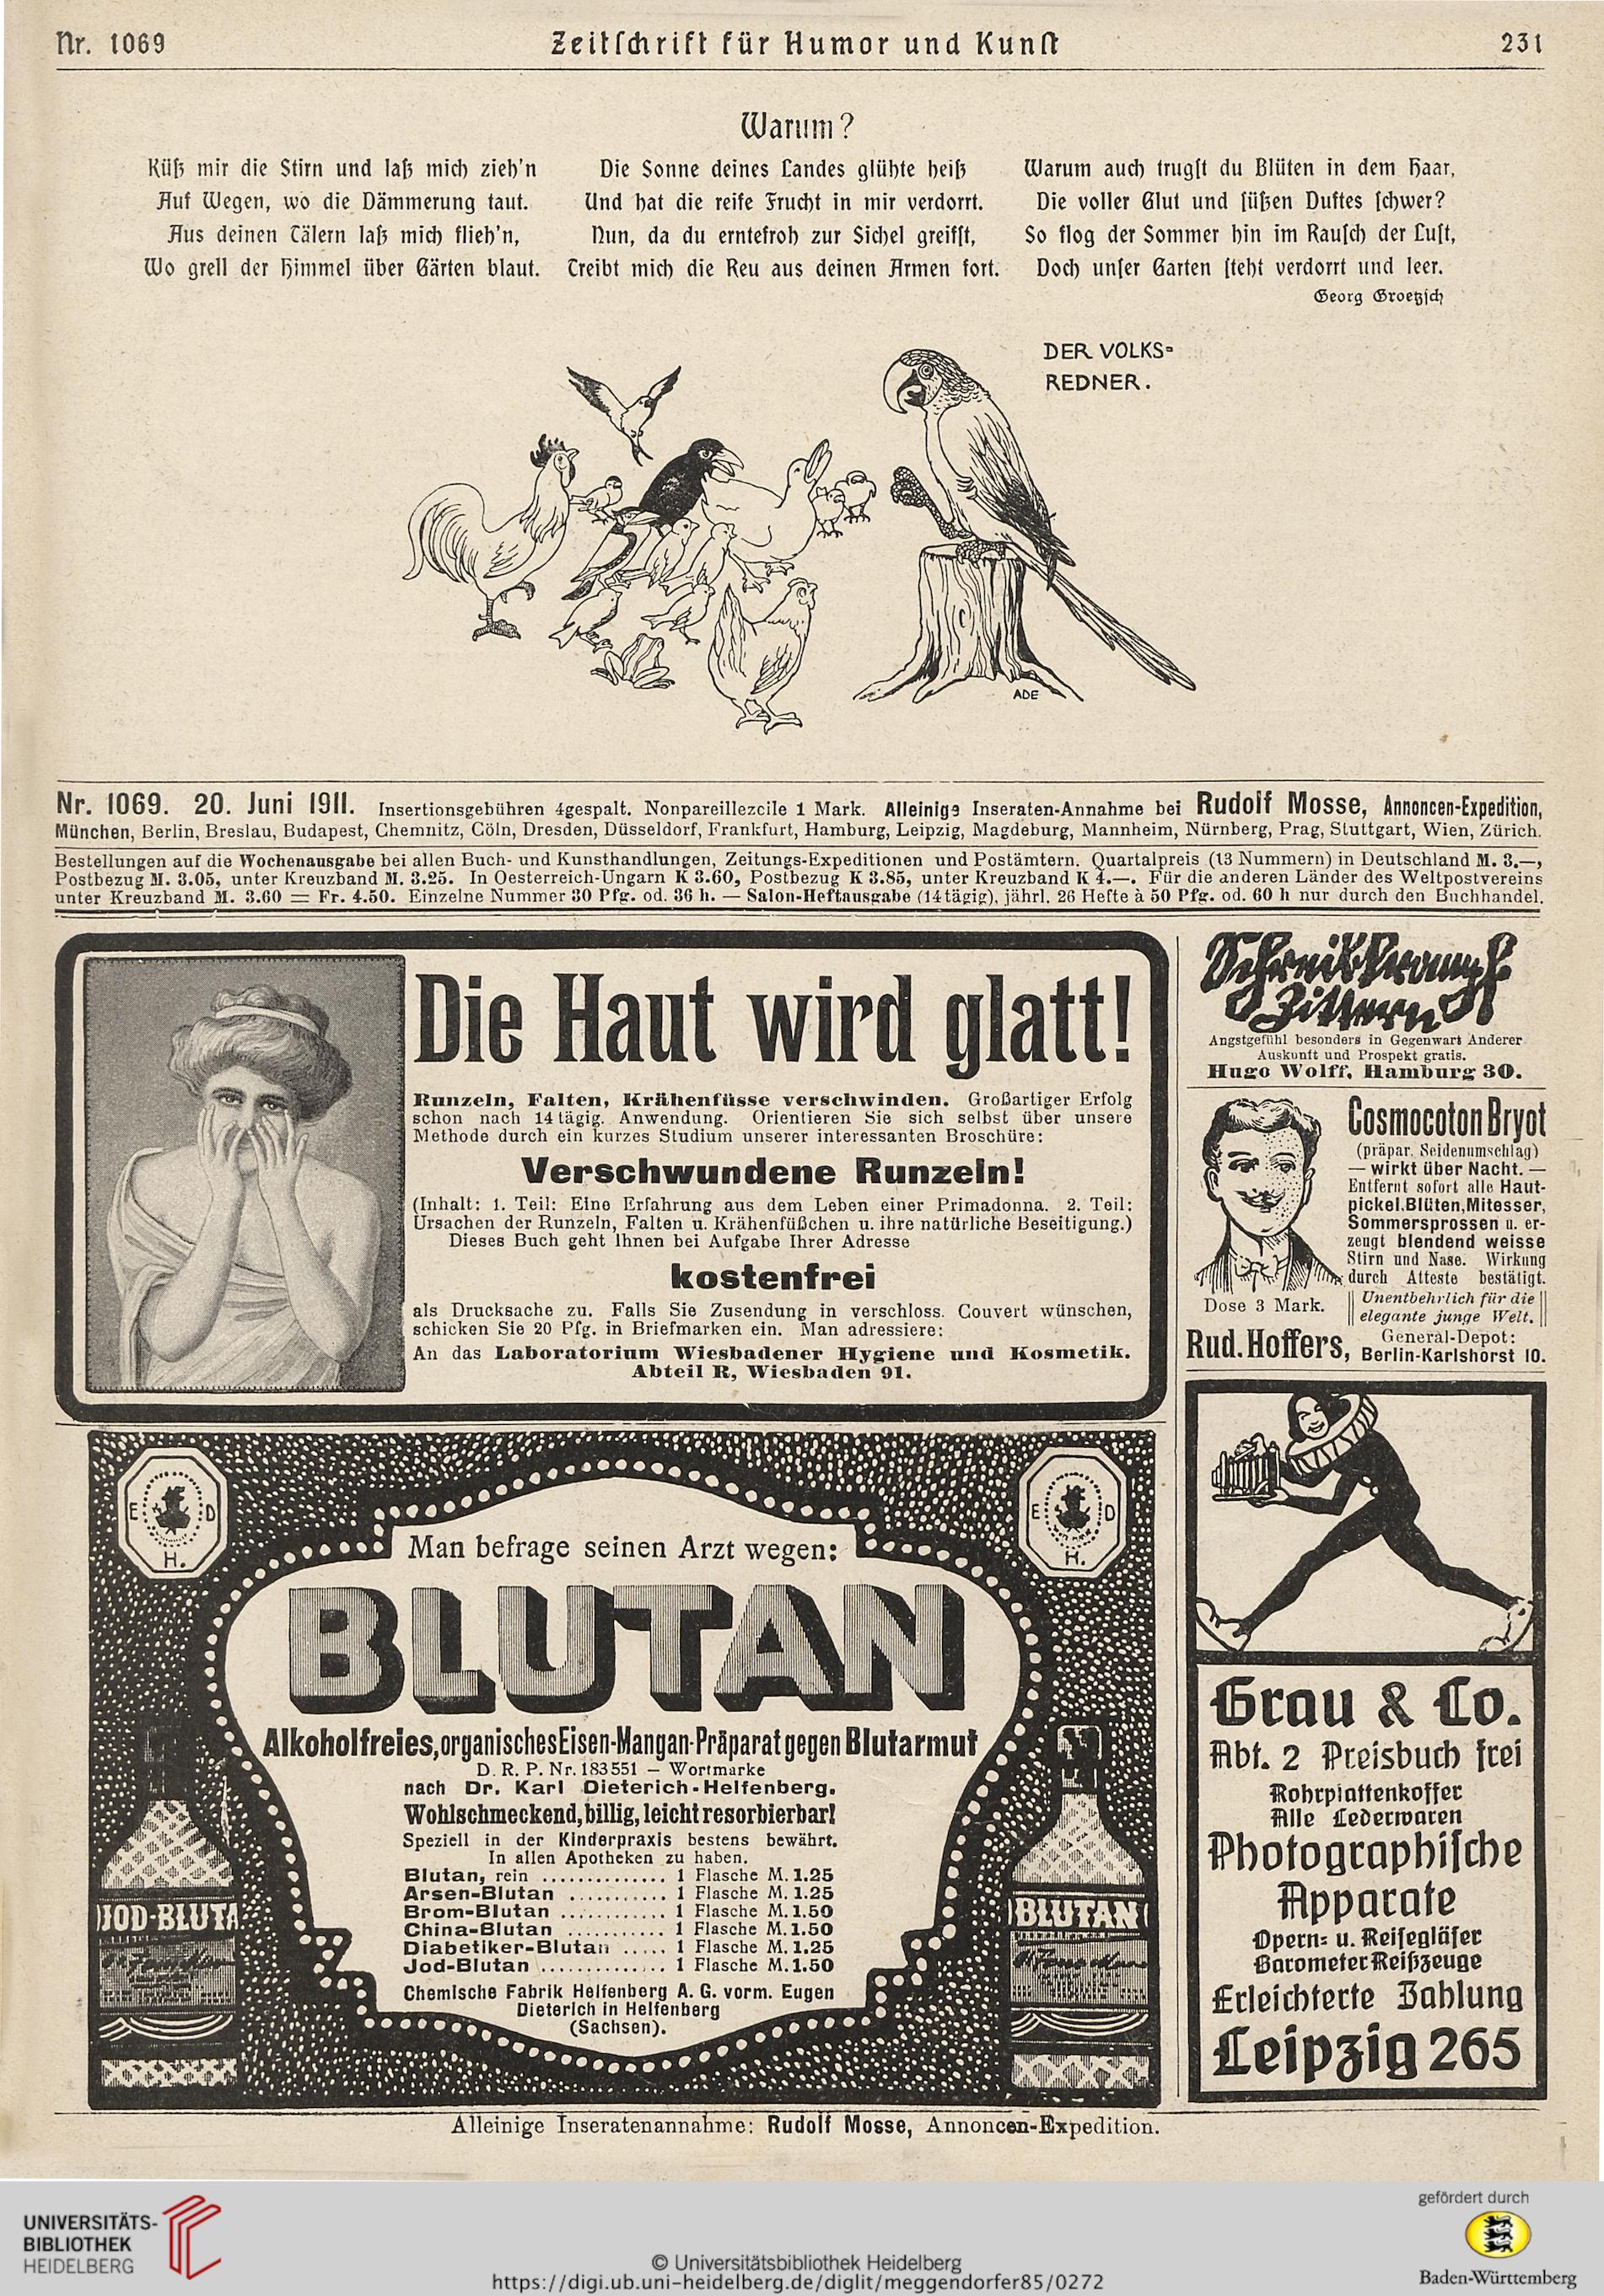 Nr. 1069
Zeitschrift für Humor und Kunst
231
Warum?
Küß mir die Stirn und laß mich zieh'n
Auf Wegen, wo die Dämmerung taut.
Aus deinen Tälern laß mich flieh'n,
Wo grell der Himmel über Gärten blaut.
Die Sonne deines Landes glühte heiß
Und hat die reife Frucht in mir verdorrt.
Nun, da du erntefroh zur Sichel greifst,
Treibt mich die Reu aus deinen Armen fort.
Warum auch trugst du Blüten in dem Haar,
Die voller Glut und süßen Duftes schwer?
So flog der Sommer hin im Rausch der Lust,
Doch unser Garten steht verdorrt und leer.
Georg Groetzsch
DER VOLKS-
REDNER.
ADE
Nr. 1069. 20. Juni 1911. Insertionsgebühren 4gespalt. Nonpareillezeile 1 Mark. Alleinige Inseraten-Annahme bei Rudolf Mosse, Annoncen-Expedition,
München, Berlin, Breslau, Budapest, Chemnitz, Cöln, Dresden, Düsseldorf, Frankfurt, Hamburg, Leipzig, Magdeburg, Mannheim, Nürnberg, Prag, Stuttgart, Wien, Zürich.
Bestellungen auf die Wochenausgabe bei allen Buch- und Kunsthandlungen, Zeitungs-Expeditionen und Postämtern. Quartalpreis (13 Nummern) in Deutschland M. 3.—,
Postbezug M. 3.05, unter Kreuzband M. 3.25. In Oesterreich-Ungarn K 3.60, Postbezug K 3.85, unter Kreuzband K 4.—. Für die anderen Länder des Weltpostvereins
unter Kreuzband M. 3.60 = Fr. 4.50. Einzelne Nummer 30 Pfg. od. 36 h. — Salon-Heftausgabe (14tägig), jährl. 26 Hefte à 50 Pfg. od. 60 h nur durch den Buchhandel.
Die Haut wird glatt!
Runzeln, Falten, Krähenfüsse verschwinden. Großartiger Erfolg
schon nach 14 tägig. Anwendung. Orientieren Sie sich selbst über unsere
Methode durch ein kurzes Studium unserer interessanten Broschüre:
Verschwundene Runzeln!
(Inhalt: 1. Teil: Eine Erfahrung aus dem Leben einer Primadonna. 2. Teil:
Ursachen der Runzeln, Falten u. Krähenfüßchen u. ihre natürliche Beseitigung.)
Dieses Buch geht Ihnen bei Aufgabe Ihrer Adresse
kostenfrei
als Drucksache zu. Falls Sie Zusendung in verschloss. Couvert wünschen,
schicken Sie 20 Pfg. in Briefmarken ein. Man adressiere:
An das Laboratorium Wiesbadener Hygiene und Kosmetik.
Abteil R, Wiesbaden 91.
Schreibkrampf
Zittern
Angstgefühl besonders in Gegenwart Anderer
Auskunft und Prospekt gratis.
Hugo Wolff, Hamburg 30.
Cosmocoton Bryot
(präpar. Seidenumschlag)
— wirkt über Nacht. —
Entfernt sofort alle Haut-
pickel, Blüten, Mitesser,
Sommersprossen u. er-
zeugt blendend weisse
Stirn und Nase. Wirkung
durch Atteste bestätigt.
Dose 3 Mark.
Unentbehrlich für die
elegante junge Welt.
Rud. Hoffers,
General-Depot:
Berlin-Karlshorst 10.
E D
H.
E D
H.
Man befrage seinen Arzt wegen:
BLUTAN
Alkoholfreies, organisches Eisen-Mangan-Präparat gegen Blutarmut
D. R. P. Nr. 183551 — Wortmarke
nach Dr. Karl Dieterich-Helfenberg.
Wohlschmeckend, billig, leicht resorbierbar!
Speziell in der Kinderpraxis bestens bewährt.
In allen Apotheken zu haben.
Blutan, rein .............. 1 Flasche M. 1.25
Arsen-Blutan ........... 1 Flasche M. 1.25
Brom-Blutan ............ 1 Flasche M. 1.50
China-Blutan ........... 1 Flasche M. 1.50
Diabetiker-Blutan ..... 1 Flasche M. 1.25
Jod-Blutan .............. 1 Flasche M. 1.50
Chemische Fabrik Helfenberg A. G. vorm. Eugen
Dieterich in Helfenberg
(Sachsen).
JOD-BLUTA
BLUTAN
Grau & Co.
Abt. 2 Preisbuch frei
Rohrplattenkoffer
Alle Lederwaren
Photographische
Apparate
Opern- u. Reisegläser
Barometer Reißzeuge
Erleichterte Zahlung
Leipzig 265
Alleinige Inseratenannahme: Rudolf Mosse, Annoncen-Expedition.
UNIVERSITÄTS-
BIBLIOTHEK
HEIDELBERG
© Universitätsbibliothek Heidelberg
https://digi.ub.uni-heidelberg.de/diglit/meggendorfer85/0272
gefördert durch
Baden-Württemberg